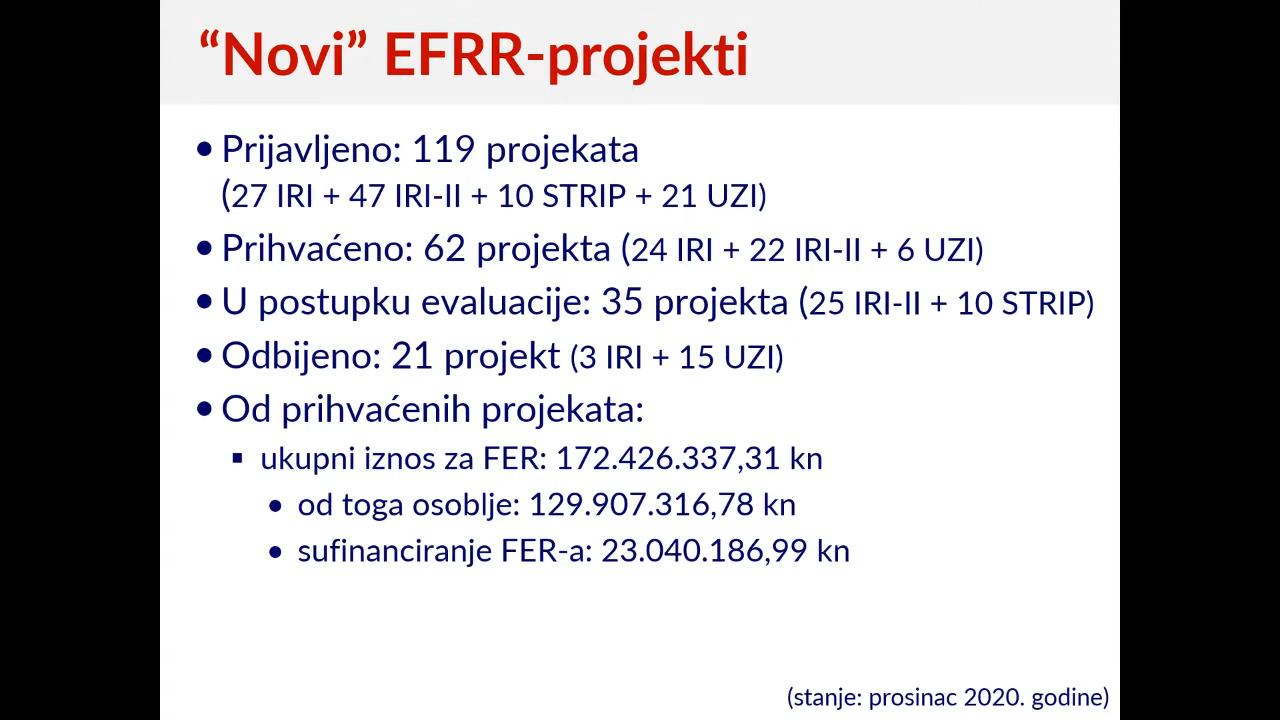 “Novi” EFRR-projekti
• Prijavljeno: 119 projekata
(27 IRI + 47 IRI-II + 10 STRIP + 21 UZI)
• Prihvaćeno: 62 projekta (24 IRI + 22 IRI-II + 6 UZI)
• U postupku evaluacije: 35 projekta (25 IRI-II + 10 STRIP)
• Odbijeno: 21 projekt (3 IRI + 15 UZI)
• Od prihvaćenih projekata:
▪ ukupni iznos za FER: 172.426.337,31 kn
• od toga osoblje: 129.907.316,78 kn
• sufinanciranje FER-a: 23.040.186,99 kn
(stanje: prosinac 2020. godine)